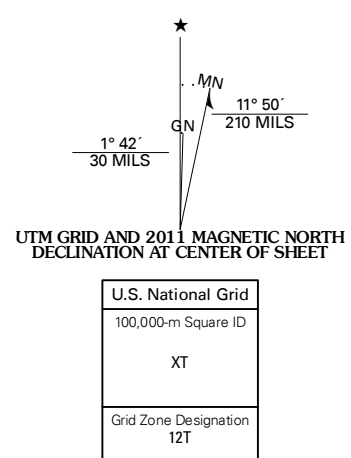 ★
MN
GN
11° 50´
210 MILS
1° 42´
30 MILS
UTM GRID AND 2011 MAGNETIC NORTH
DECLINATION AT CENTER OF SHEET
U.S. National Grid
100,000-m Square ID
XT
Grid Zone Designation
12T